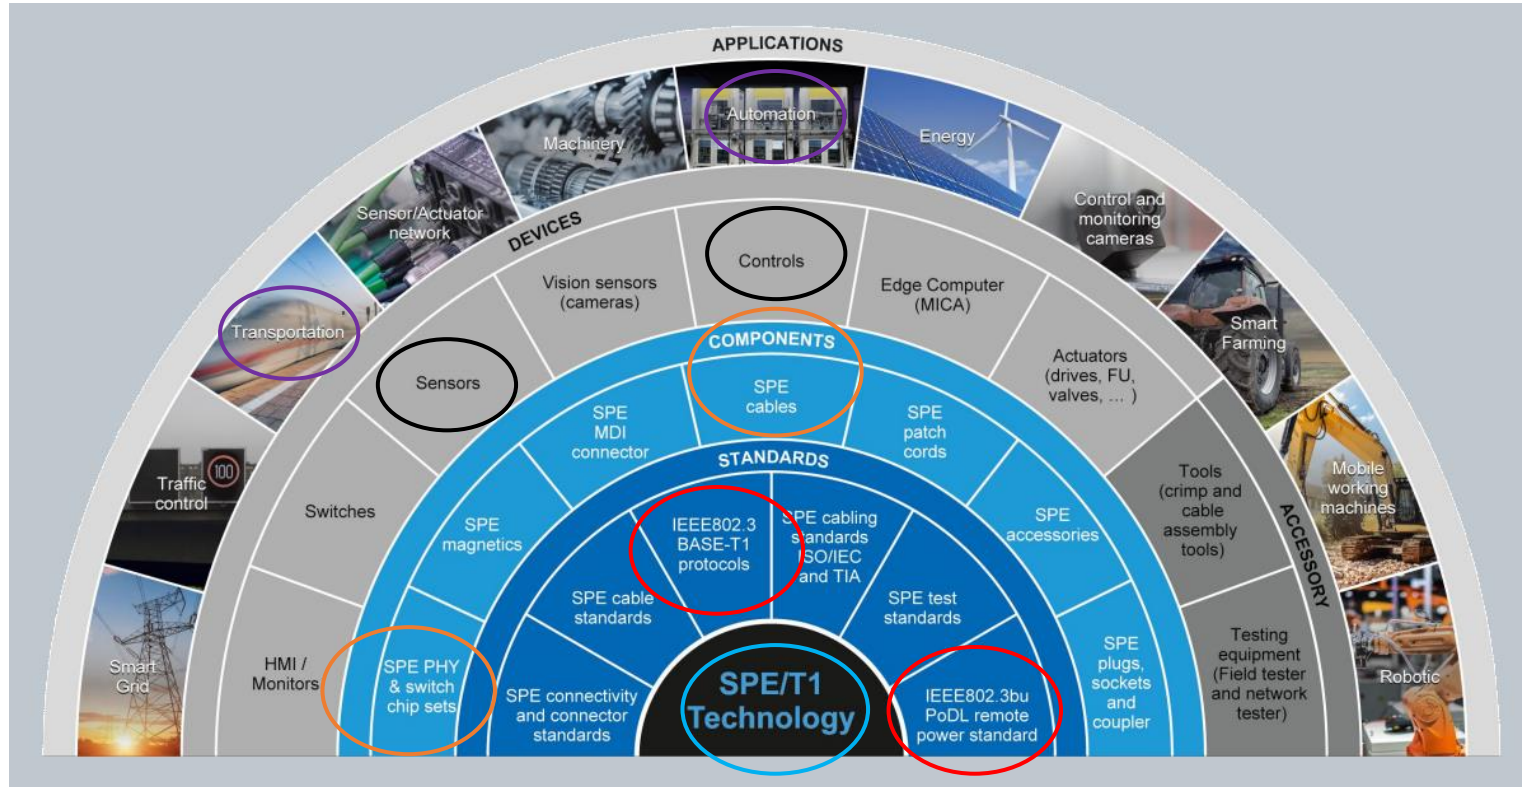 APPLICATIONS
Smart
Grid
Traffic
control
100
Transportation
Sensor/Actuator
network
Machinery
Automation
Energy
Control and
monitoring
cameras
Smart
Farming
Mobile
working
machines
Robotic
DEVICES
HMI /
Monitors
Switches
Sensors
Vision sensors
(cameras)
Controls
Edge Computer
(MICA)
Actuators
(drives, FU,
valves, ... )
ACCESSORY
Tools
(crimp and
cable
assembly
tools)
Testing
equipment
(Field tester
and network
tester)
COMPONENTS
SPE PHY
& switch
chip sets
SPE
magnetics
SPE
MDI
connector
SPE
cables
SPE
patch
cords
SPE
accessories
SPE
plugs,
sockets
and
coupler
STANDARDS
SPE connectivity
and connector
standards
SPE cable
standards
IEEE802.3
BASE-T1
protocols
SPE cabling
standards
ISO/IEC
and TIA
SPE test
standards
IEEE802.3bu
PoDL remote
power standard
SPE/T1
Technology